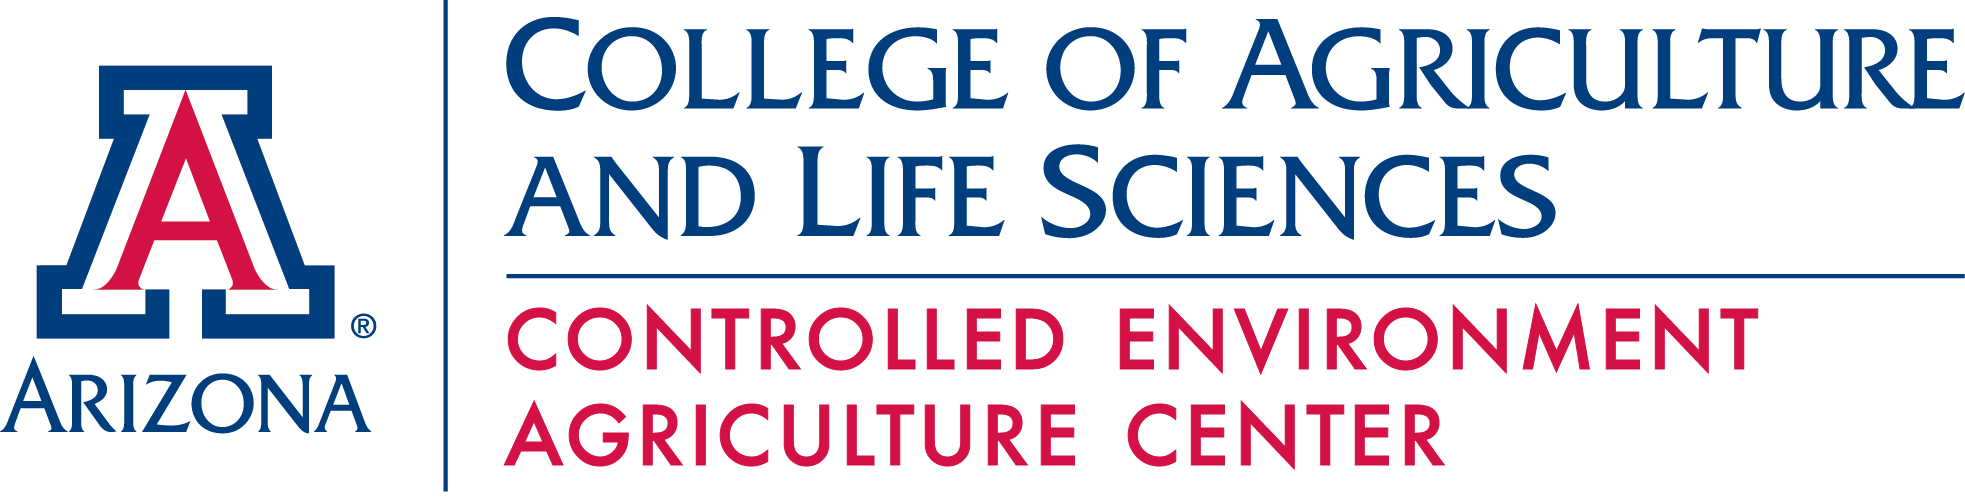 A®
ARIZONA
COLLEGE OF AGRICULTURE
AND LIFE SCIENCES
CONTROLLED ENVIRONMENT
AGRICULTURE CENTER